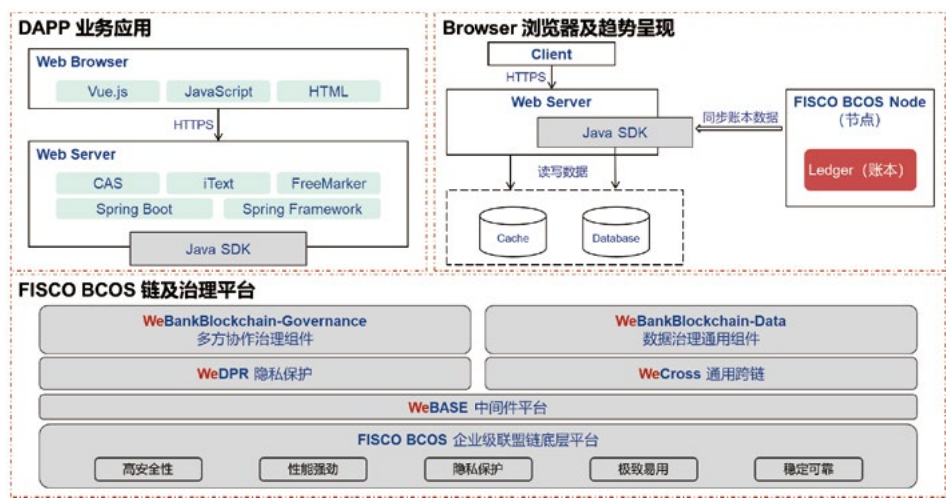 DAPP 业务应用
Web Browser
Vue.js
JavaScript
HTML
HTTPS
Web Server
CAS
iText
FreeMarker
Spring Boot
Spring Framework
Java SDK
Browser 浏览器及趋势呈现
Client
HTTPS
Web Server
Java SDK
同步账本数据
FISCO BCOS Node
(节点)
Ledger（账本）
读写数据
Cache
Database
FISCO BCOS 链及治理平台
WeBankBlockchain-Governance
多方协作治理组件
WeBankBlockchain-Data
数据治理通用组件
WeDPR 隐私保护
WeCross 通用跨链
WeBASE 中间件平台
FISCO BCOS 企业级联盟链底层平台
高安全性
性能强劲
隐私保护
极致易用
稳定可靠